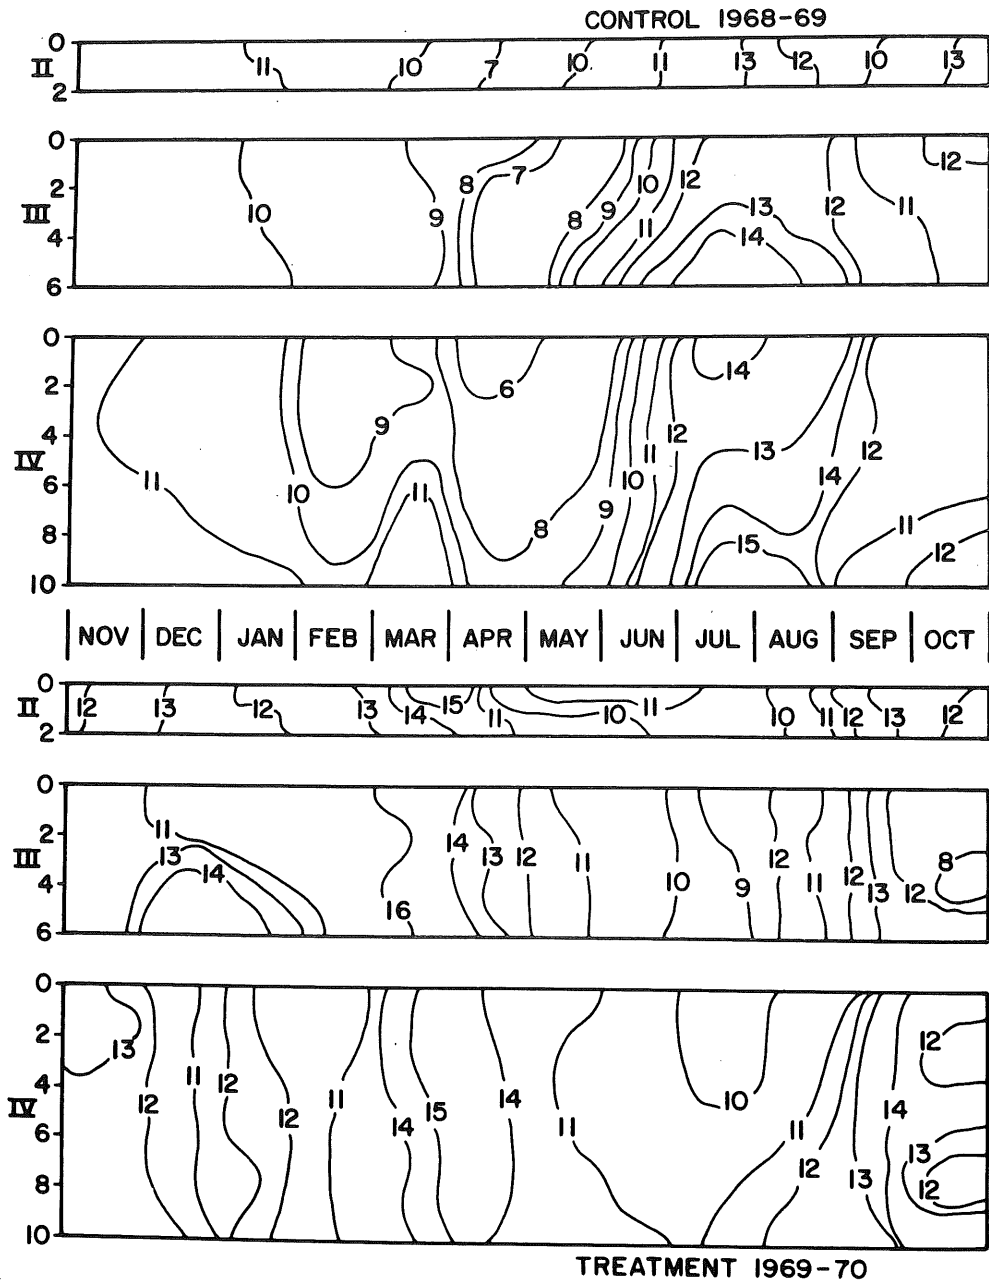 CONTROL 1968-69
0
II 11 10 7 10 11 13 12 10 13
2
0
12
8 7 10 12
2
III 10 9 8 9 11 13 12 11
4
14
6
0
14
2
6
9 12
4
IV 11 11 13 12
10 11 10 14
6
9
8 8 11
15 12
10
NOV DEC JAN FEB MAR APR MAY JUN JUL AUG SEP OCT
0
II 12 13 12 13 14 15 11 10 11 10 11 12 13 12
2
0
11
2
13 14 13 12 11 12 8
III 14 10 9 11 12 13 12
4
16
6
0
13 12
2
11 12
4
IV 12 12 11 14 15 14 11 10 11 14
6
12 13 13
8
12
10
TREATMENT 1969-70